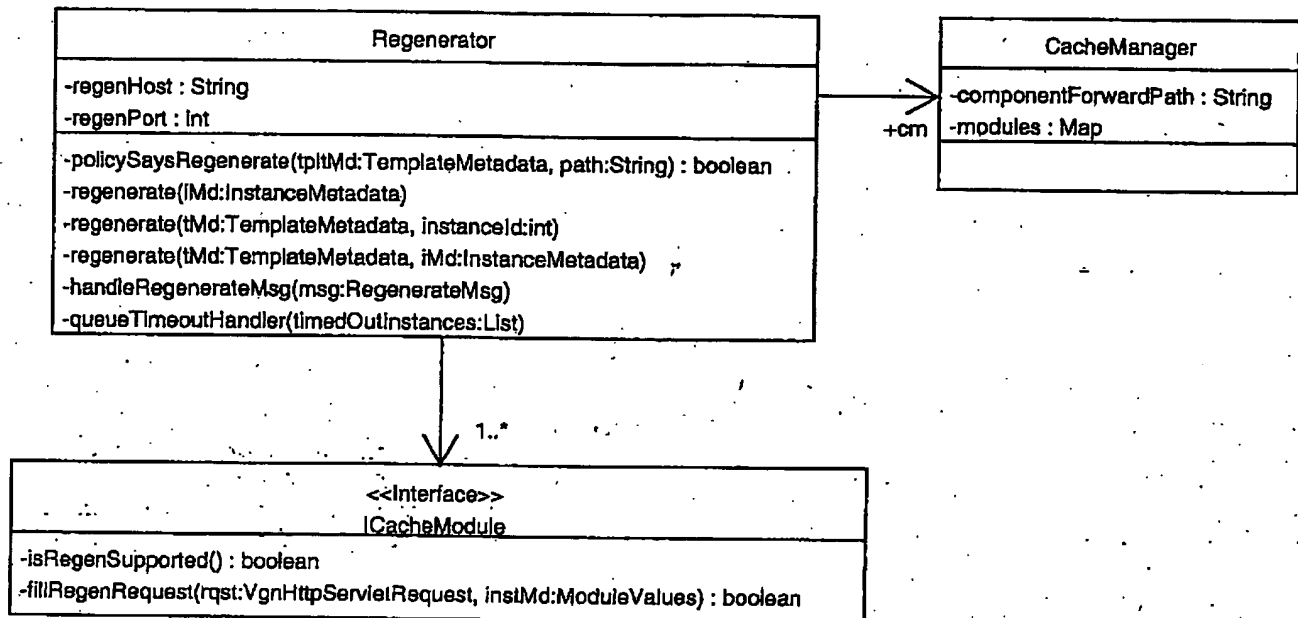 Regenerator
-regenHost : String
-regenPort : int
-policySaysRegenerate(tpltMd:TemplateMetadata, path:String) : boolean
-regenerate(iMd:InstanceMetadata)
-regenerate(tMd:TemplateMetadata, instanceId:int)
-regenerate(tMd:TemplateMetadata, iMd:InstanceMetadata)
-handleRegenerateMsg(msg:RegenerateMsg)
-queueTimeoutHandler(timedOutInstances:List)
+cm
CacheManager
-componentForwardPath : String
-modules : Map
1..*
<<Interface>>
ICacheModule
-isRegenSupported() : boolean
-fillRegenRequest(rqst:VgnHttpServletRequest, instMd:ModuleValues) : boolean